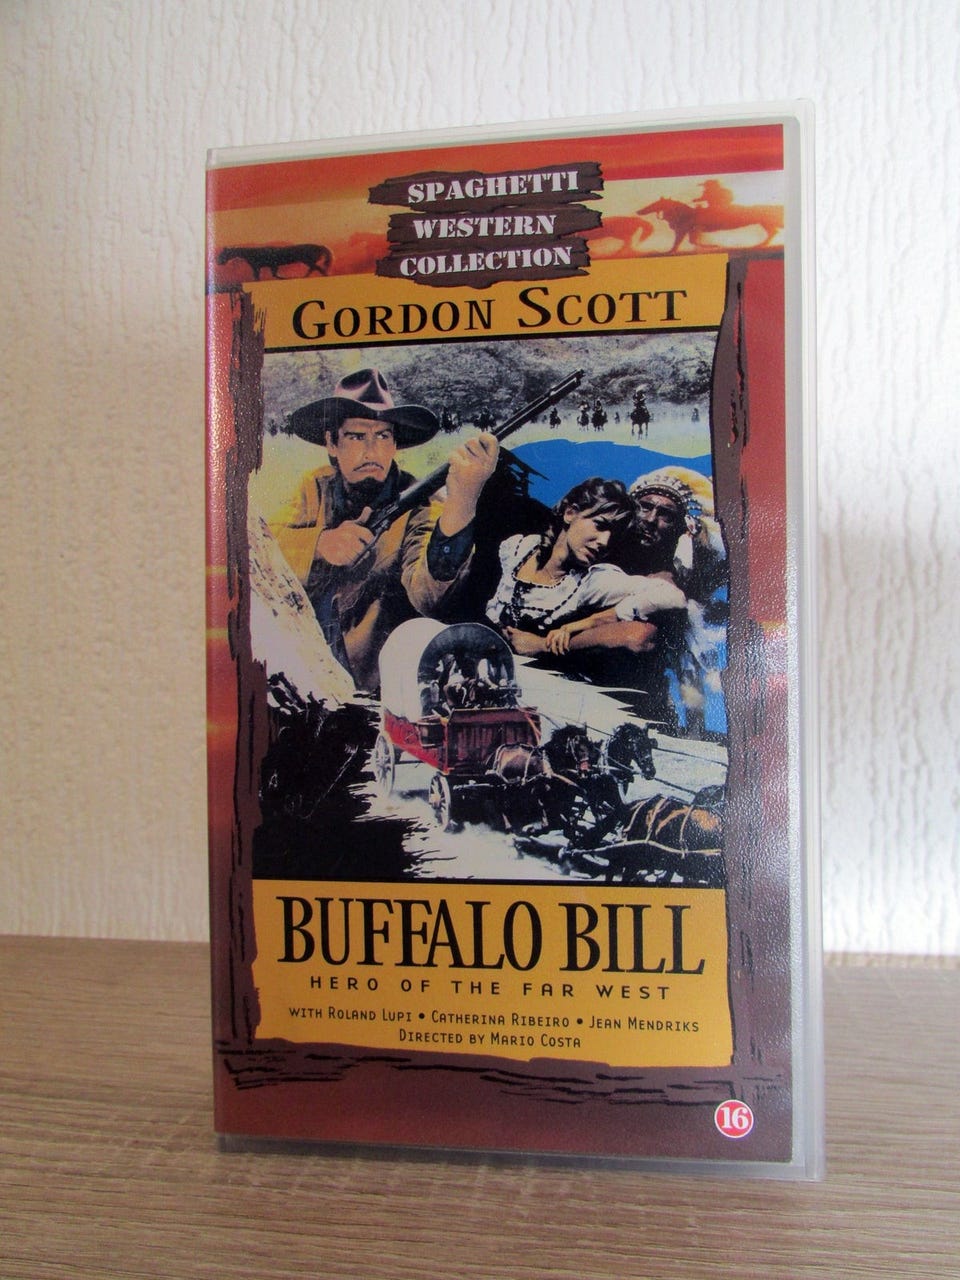 SPAGHETTI
WESTERN
COLLECTION
GORDON SCOTT
BUFFALO BILL
HERO OF THE FAR WEST
WITH ROLAND LUPI • CATHERINA RIBEIRO • JEAN MENDRIKS
DIRECTED BY MARIO COSTA
16